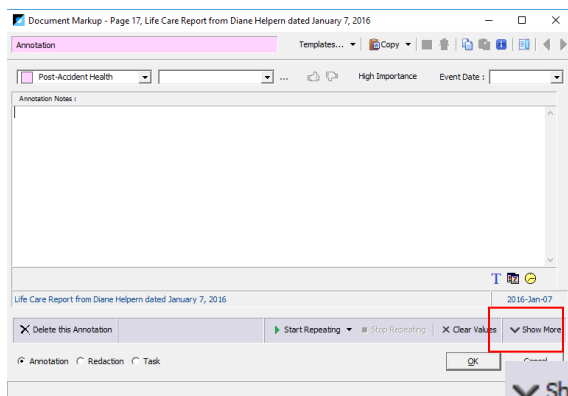 Document Markup - Page 17, Life Care Report from Diane Helpern dated January 7, 2016
Annotation Templates... Copy
Post-Accident Health ... High Importance Event Date :
Annotation Notes :
T
Life Care Report from Diane Helpern dated January 7, 2016 2016-Jan-07
Delete this Annotation Start Repeating Stop Repeating Clear Values Show More
Annotation Redaction Task OK Cancel
Sh